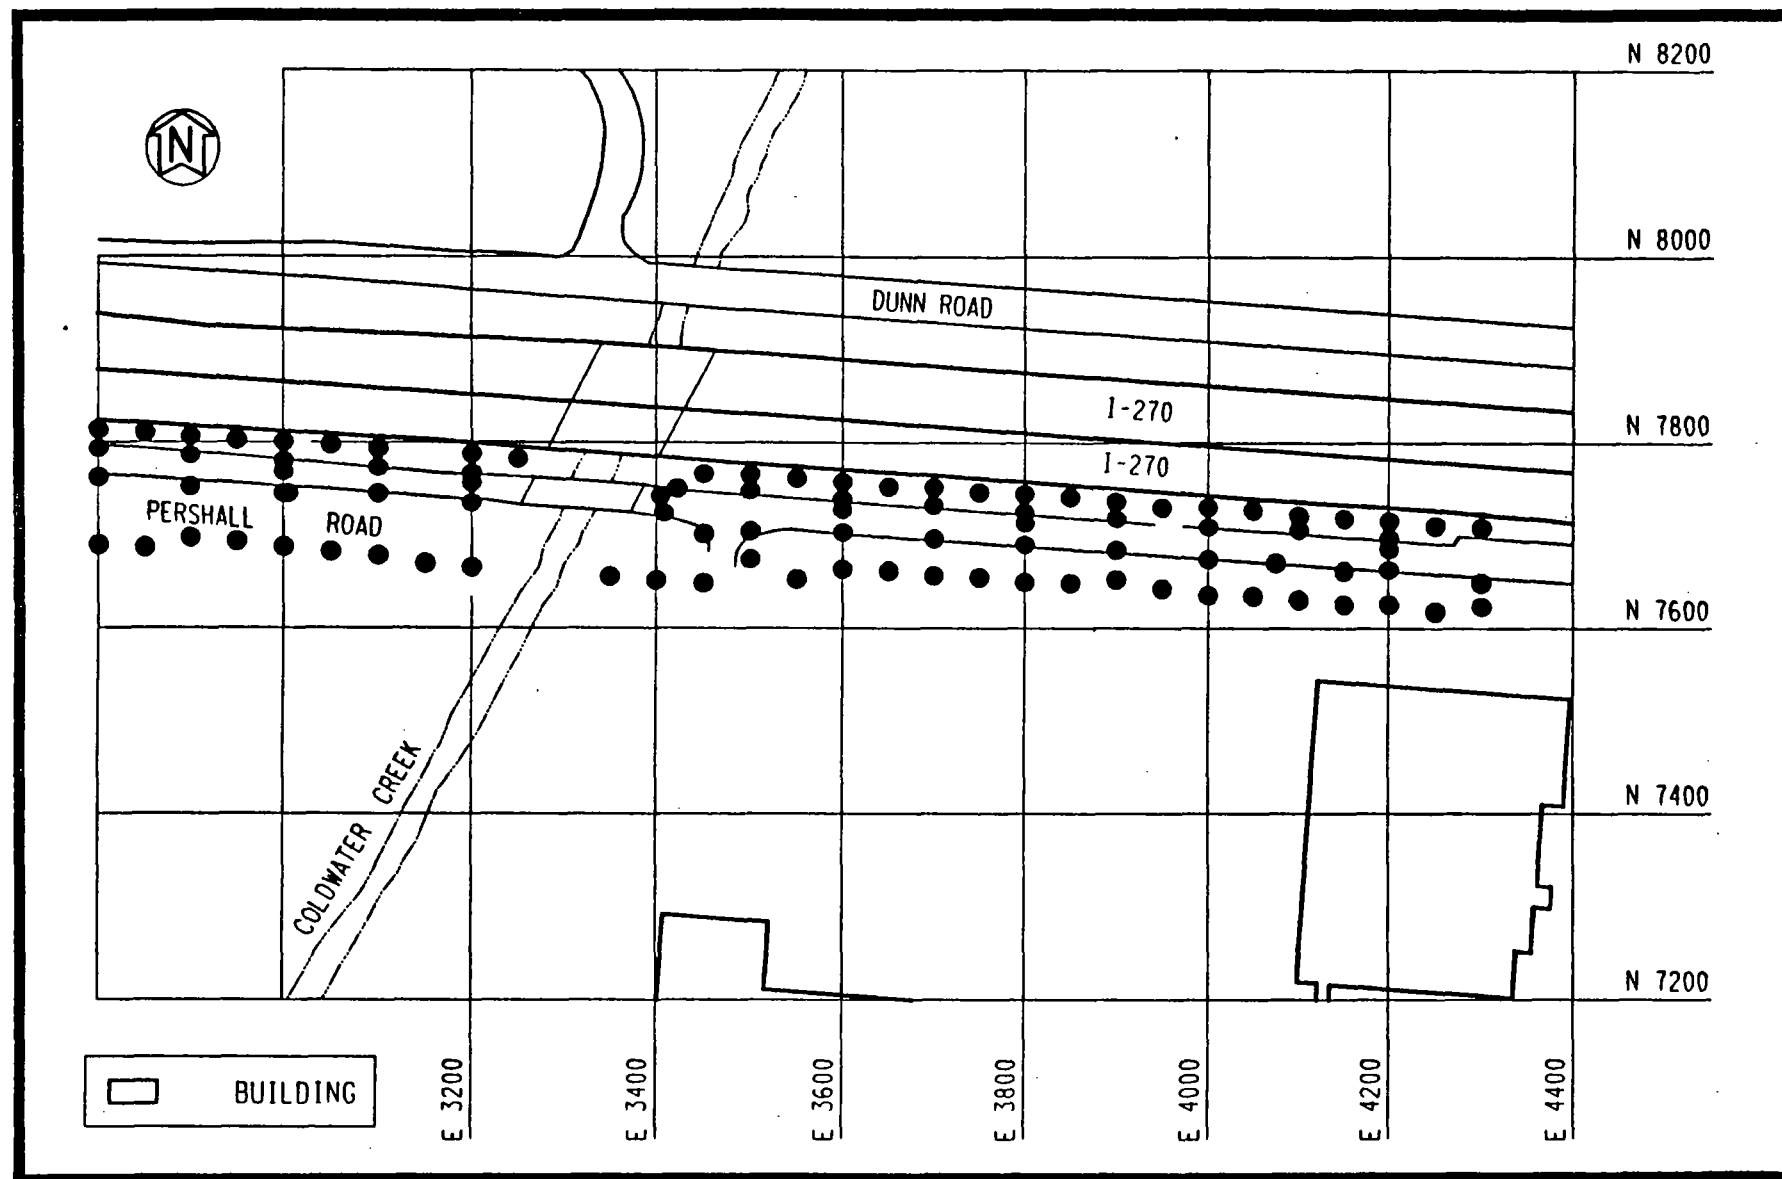 N 8200
N
N 8000
DUNN ROAD
I-270
N 7800
I-270
PERSHALL ROAD
N 7600
COLDWATER CREEK
N 7400
N 7200
BUILDING
E 3200
E 3400
E 3600
E 3800
E 4000
E 4200
E 4400